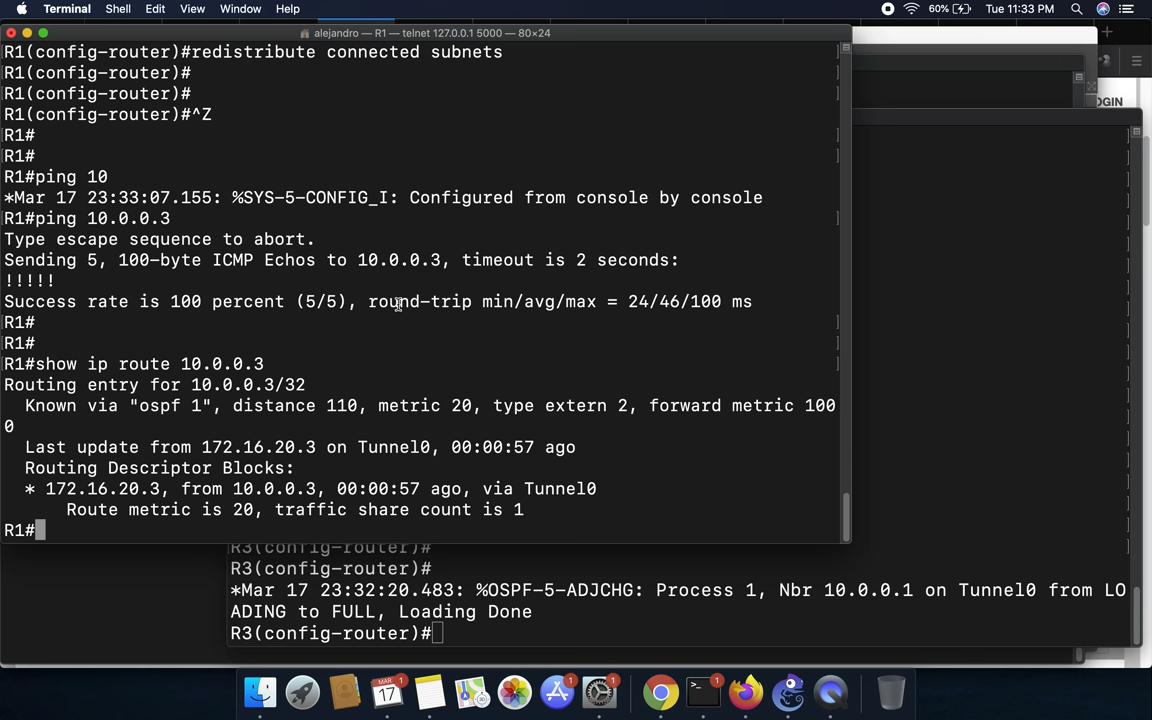 Terminal Shell Edit View Window Help 60% Tue 11:33 PM
alejandro — R1 — telnet 127.0.0.1 5000 — 80×24
R1(config-router)#redistribute connected subnets
R1(config-router)#
R1(config-router)#
R1(config-router)#^Z
R1#
R1#
R1#ping 10
*Mar 17 23:33:07.155: %SYS-5-CONFIG_I: Configured from console by console
R1#ping 10.0.0.3
Type escape sequence to abort.
Sending 5, 100-byte ICMP Echos to 10.0.0.3, timeout is 2 seconds:
!!!!!
Success rate is 100 percent (5/5), round-trip min/avg/max = 24/46/100 ms
R1#
R1#
R1#show ip route 10.0.0.3
Routing entry for 10.0.0.3/32
Known via "ospf 1", distance 110, metric 20, type extern 2, forward metric 100
0
Last update from 172.16.20.3 on Tunnel0, 00:00:57 ago
Routing Descriptor Blocks:
* 172.16.20.3, from 10.0.0.3, 00:00:57 ago, via Tunnel0
Route metric is 20, traffic share count is 1
R1#
R3(config-router)#
R3(config-router)#
*Mar 17 23:32:20.483: %OSPF-5-ADJCHG: Process 1, Nbr 10.0.0.1 on Tunnel0 from LO
ADING to FULL, Loading Done
R3(config-router)#
OGIN
MAR
17
1
1
1
1